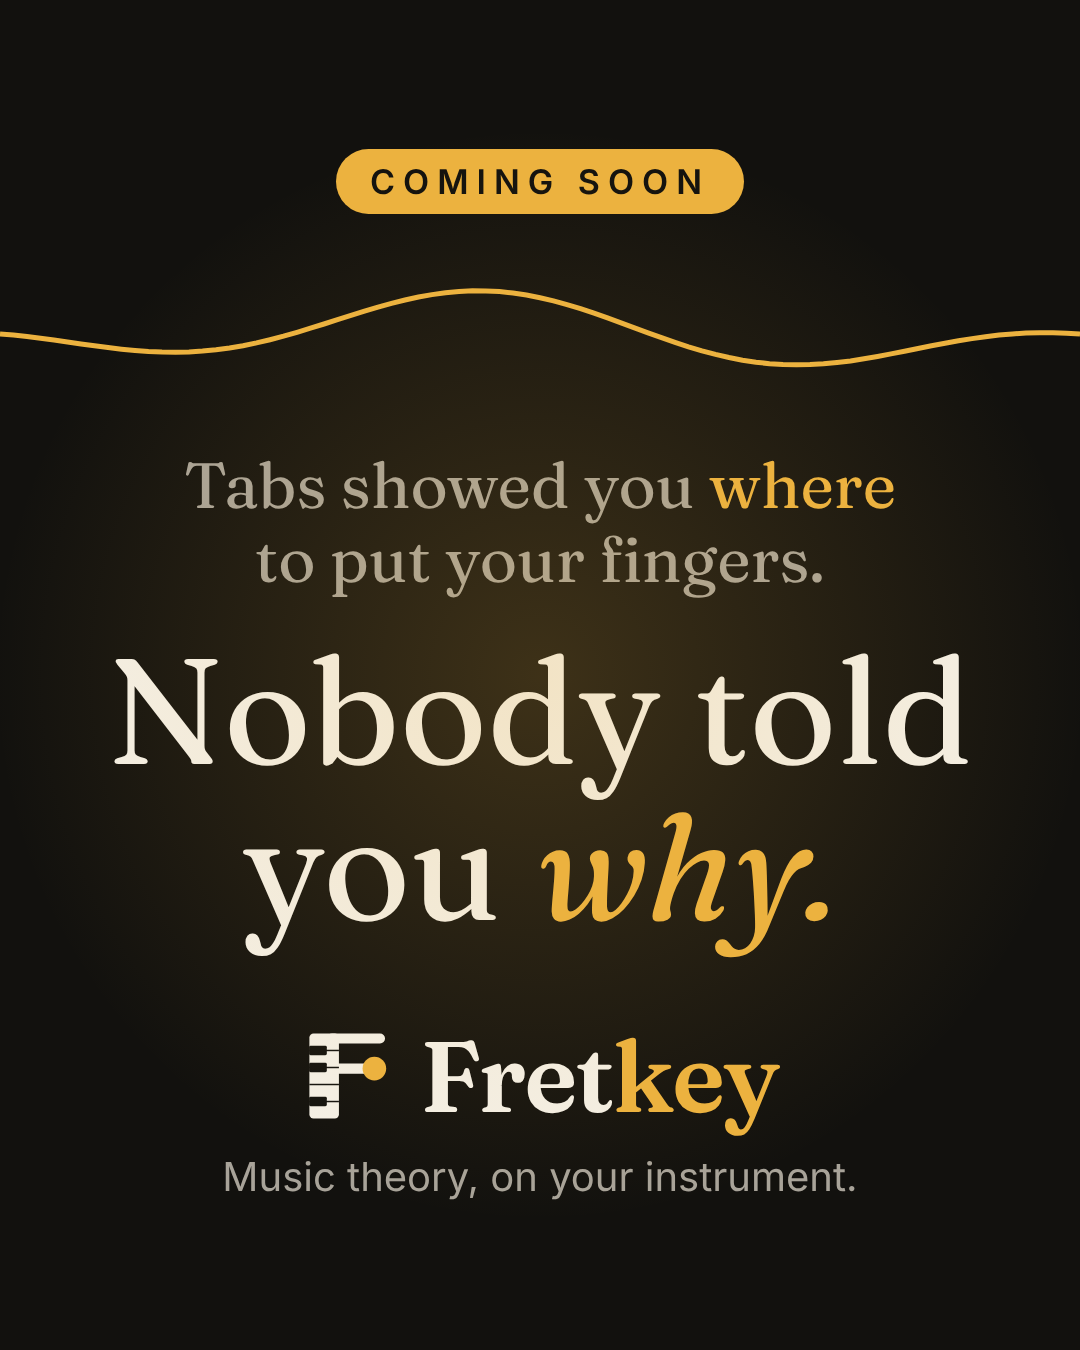 COMING SOON
Tabs showed you where
to put your fingers.
Nobody told
you why.
Fretkey
Music theory, on your instrument.